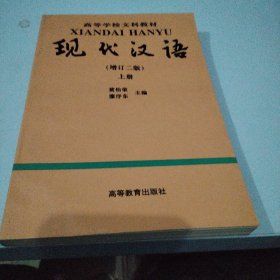 高等学校文科教材
XIANDAI HANYU
现代汉语
（增订二版）
上册
黄伯荣
廖序东
主编
高等教育出版社